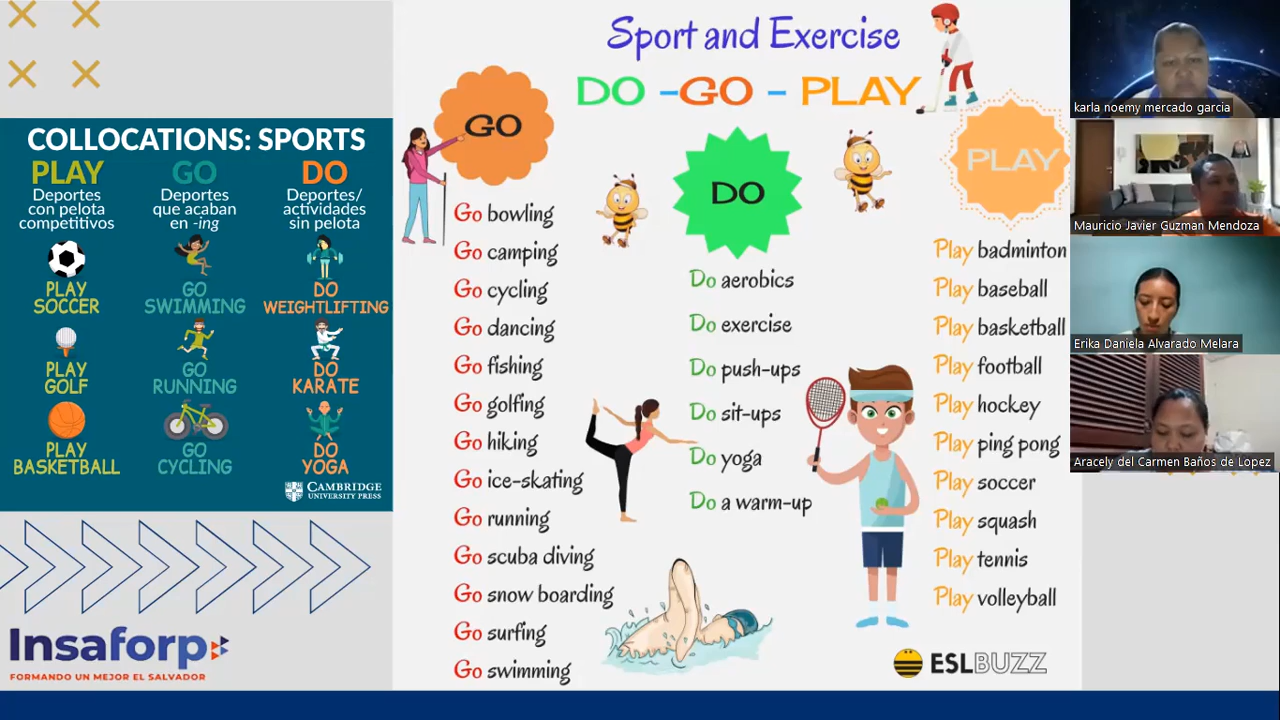 COLLOCATIONS: SPORTS
PLAY
Deportes
con pelota
competitivos
PLAY
SOCCER
PLAY
GOLF
PLAY
BASKETBALL
GO
Deportes
que acaban
en -ing
GO
SWIMMING
GO
RUNNING
GO
CYCLING
DO
Deportes/
actividades
sin pelota
DO
WEIGHTLIFTING
DO
KARATE
DO
YOGA
CAMBRIDGE
UNIVERSITY PRESS
Insaforp
FORMANDO UN MEJOR EL SALVADOR
Sport and Exercise
DO - GO - PLAY
GO
Go bowling
Go camping
Go cycling
Go dancing
Go fishing
Go golfing
Go hiking
Go ice-skating
Go running
Go scuba diving
Go snow boarding
Go surfing
Go swimming
DO
Do aerobics
Do exercise
Do push-ups
Do sit-ups
Do yoga
Do a warm-up
PLAY
Play badminton
Play baseball
Play basketball
Play football
Play hockey
Play ping pong
Play soccer
Play squash
Play tennis
Play volleyball
ESLBUZZ
karla noemy mercado garcia
Mauricio Javier Guzman Mendoza
Erika Daniela Alvarado Melara
Aracely del Carmen Baños de Lopez